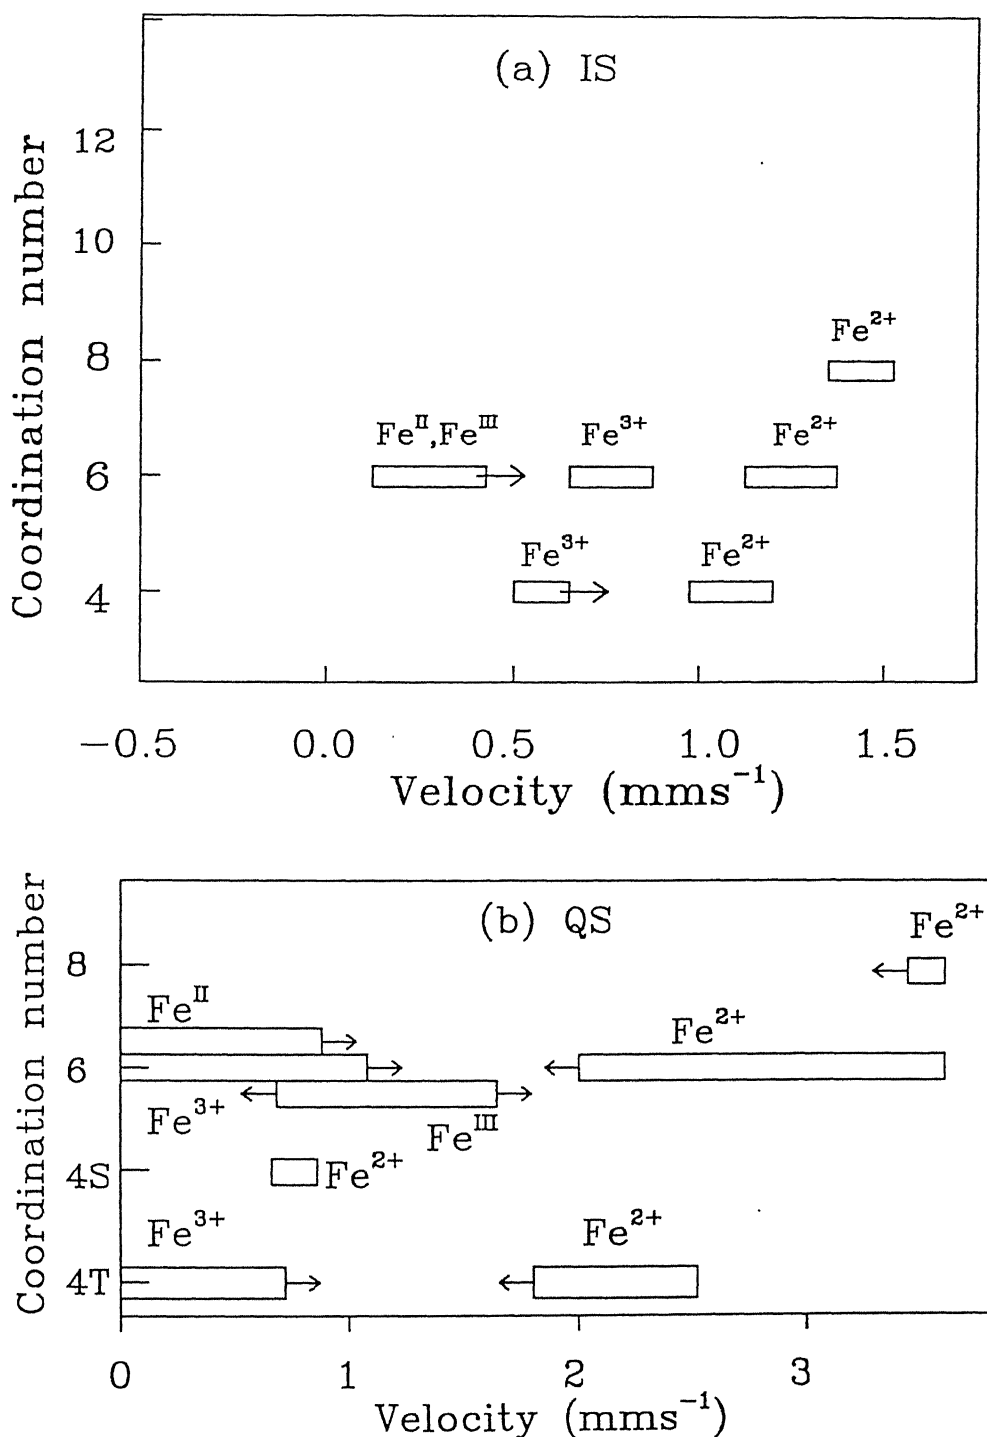 (a) IS
Coordination number
12
10
8
6
4
Fe²⁺
Feᴵᴵ,Feᴵᴵᴵ
Fe³⁺
Fe²⁺
Fe³⁺
Fe²⁺
−0.5 0.0 0.5 1.0 1.5
Velocity (mms⁻¹)
(b) QS
Coordination number
8
6
4S
4T
Fe²⁺
Feᴵᴵ
Fe²⁺
Fe³⁺
Feᴵᴵᴵ
Fe²⁺
Fe³⁺
Fe²⁺
0 1 2 3
Velocity (mms⁻¹)